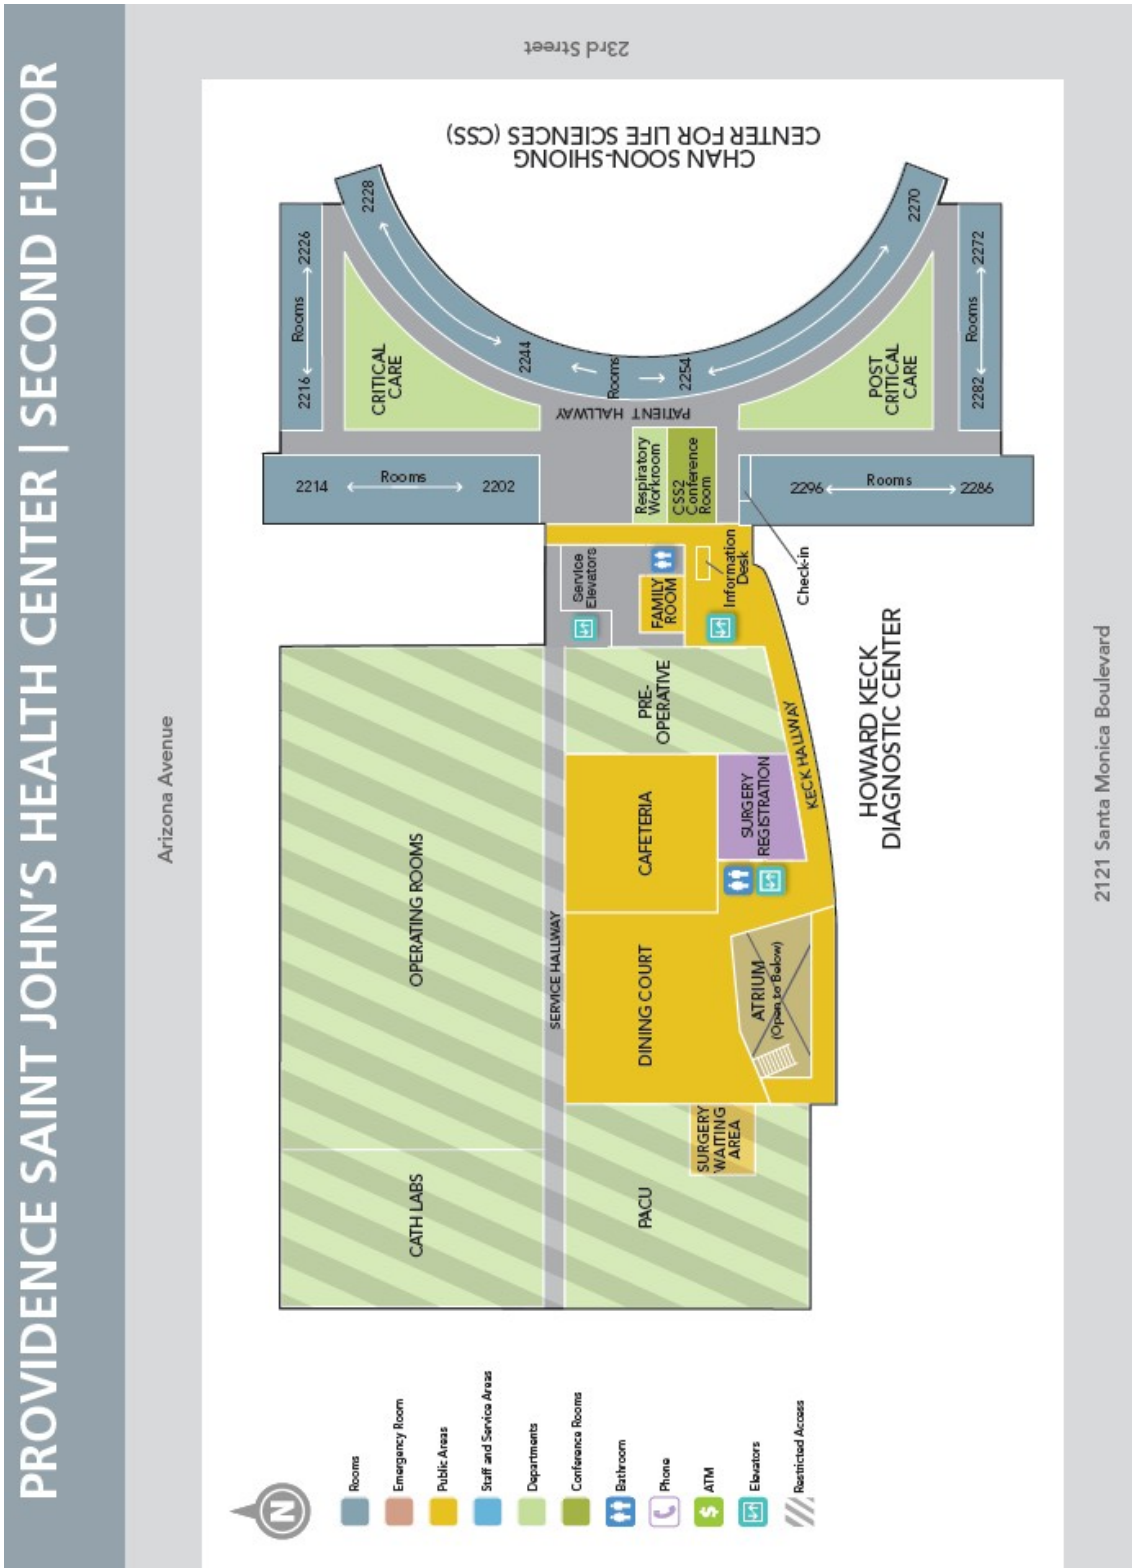 PROVIDENCE SAINT JOHN'S HEALTH CENTER | SECOND FLOOR
Arizona Avenue
23rd Street
2121 Santa Monica Boulevard
CHAN SOON-SHIONG
CENTER FOR LIFE SCIENCES (CSS)
HOWARD KECK
DIAGNOSTIC CENTER
2216
Rooms
2226
2228
2244
Rooms
2254
2270
2214
Rooms
2202
CRITICAL
CARE
PATIENT HALLWAY
POST
CRITICAL
CARE
2282
Rooms
2272
2296
Rooms
2286
Respiratory
Workroom
CSS2
Conference
Room
Check-in
Service
Elevators
FAMILY
ROOM
Information
Desk
OPERATING ROOMS
CATH LABS
SERVICE HALLWAY
PRE-
OPERATIVE
CAFETERIA
SURGERY
REGISTRATION
KECK HALLWAY
DINING COURT
ATRIUM
(Open to Below)
SURGERY
WAITING
AREA
PACU
N
Rooms
Emergency Room
Public Areas
Staff and Service Areas
Departments
Conference Rooms
Bathroom
Phone
$ ATM
Elevators
Restricted Access